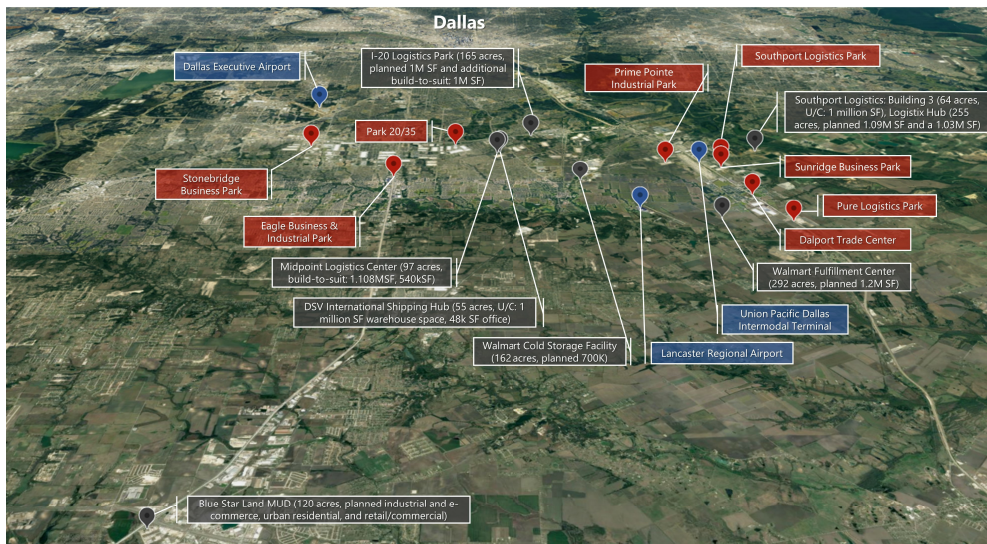 Dallas
Dallas Executive Airport
I-20 Logistics Park (165 acres,
planned 1M SF and additional
build-to-suit: 1M SF)
Prime Pointe
Industrial Park
Southport Logistics Park
Southport Logistics: Building 3 (64 acres,
U/C: 1 million SF), Logistix Hub (255
acres, planned 1.09M SF and a 1.03M SF)
Park 20/35
Stonebridge
Business Park
Sunridge Business Park
Eagle Business &
Industrial Park
Pure Logistics Park
Dalport Trade Center
Midpoint Logistics Center (97 acres,
build-to-suit: 1.108MSF, 540kSF)
Walmart Fulfillment Center
(292 acres, planned 1.2M SF)
DSV International Shipping Hub (55 acres, U/C: 1
million SF warehouse space, 48k SF office)
Union Pacific Dallas
Intermodal Terminal
Walmart Cold Storage Facility
(162 acres, planned 700K)
Lancaster Regional Airport
Blue Star Land MUD (120 acres, planned industrial and e-
commerce, urban residential, and retail/commercial)